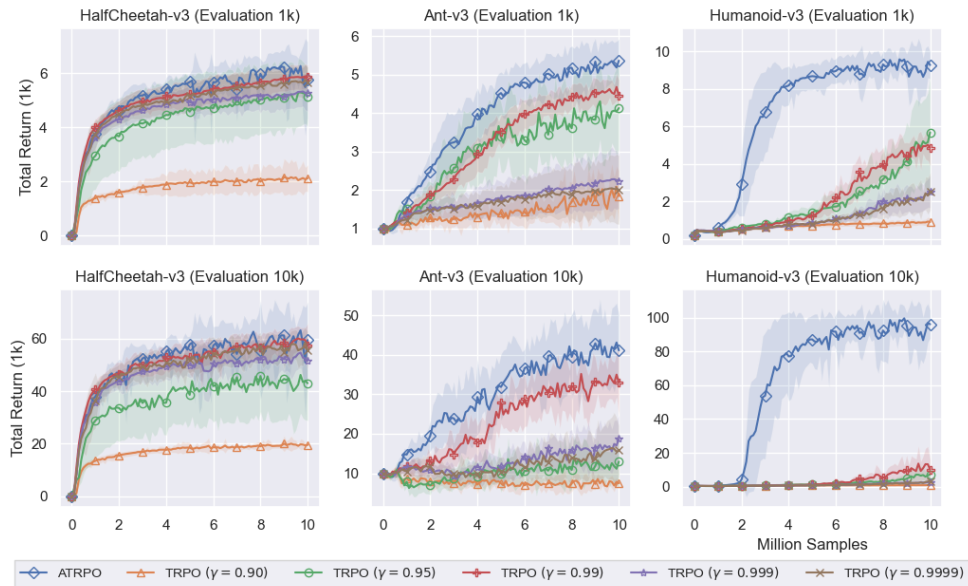 HalfCheetah-v3 (Evaluation 1k)
Ant-v3 (Evaluation 1k)
Humanoid-v3 (Evaluation 1k)
Total Return (1k)
6
4
2
0
6
5
4
3
2
1
10
8
6
4
2
0
HalfCheetah-v3 (Evaluation 10k)
Ant-v3 (Evaluation 10k)
Humanoid-v3 (Evaluation 10k)
Total Return (1k)
60
40
20
0
50
40
30
20
10
100
80
60
40
20
0
0 2 4 6 8 10
0 2 4 6 8 10
0 2 4 6 8 10
Million Samples
ATRPO TRPO (γ = 0.90) TRPO (γ = 0.95) TRPO (γ = 0.99) TRPO (γ = 0.999) TRPO (γ = 0.9999)